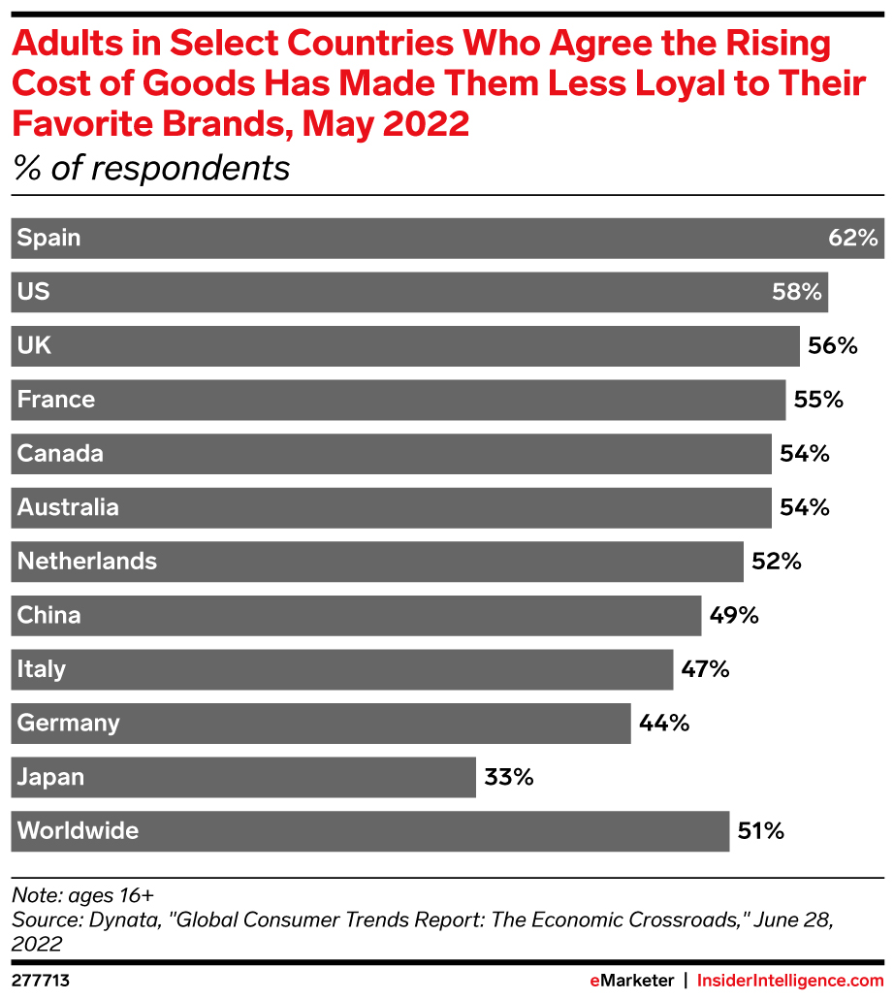 Adults in Select Countries Who Agree the Rising
Cost of Goods Has Made Them Less Loyal to Their
Favorite Brands, May 2022
% of respondents
Spain 62%
US 58%
UK 56%
France 55%
Canada 54%
Australia 54%
Netherlands 52%
China 49%
Italy 47%
Germany 44%
Japan 33%
Worldwide 51%
Note: ages 16+
Source: Dynata, "Global Consumer Trends Report: The Economic Crossroads," June 28,
2022
277713 eMarketer | InsiderIntelligence.com